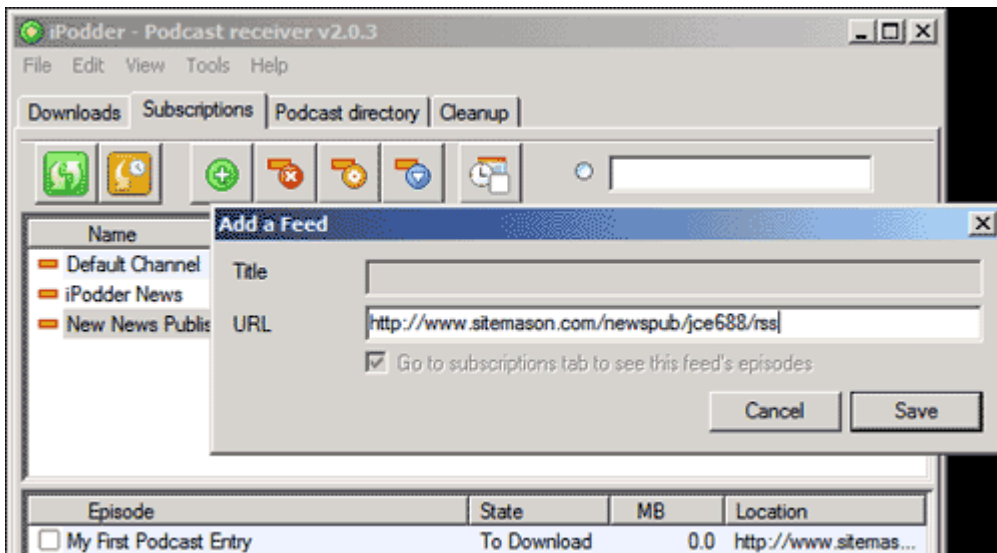 iPodder - Podcast receiver v2.0.3
File Edit View Tools Help
Downloads Subscriptions Podcast directory Cleanup
Name
Default Channel
iPodder News
New News Publis
Add a Feed
Title
URL http://www.sitemason.com/newspub/jce688/rss
Go to subscriptions tab to see this feed's episodes
Cancel Save
Episode State MB Location
My First Podcast Entry To Download 0.0 http://www.sitemas...